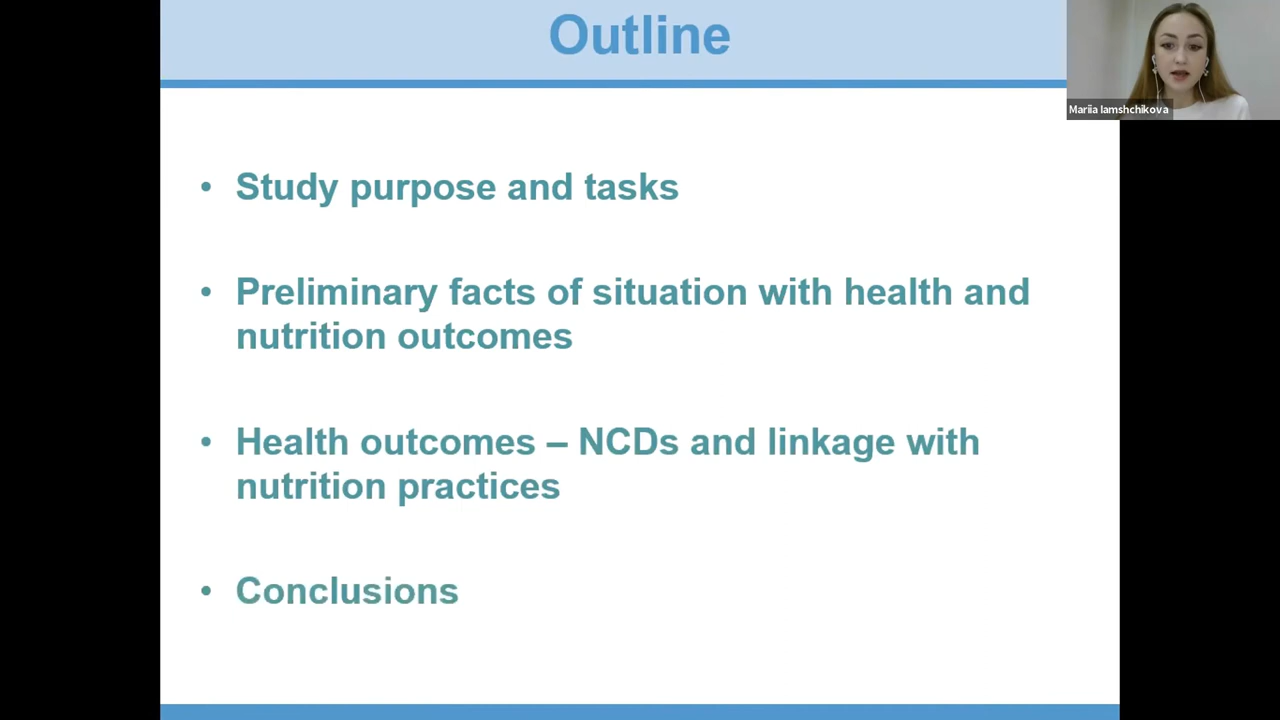 Outline
Mariia Iamshchikova
• Study purpose and tasks
• Preliminary facts of situation with health and
nutrition outcomes
• Health outcomes – NCDs and linkage with
nutrition practices
• Conclusions